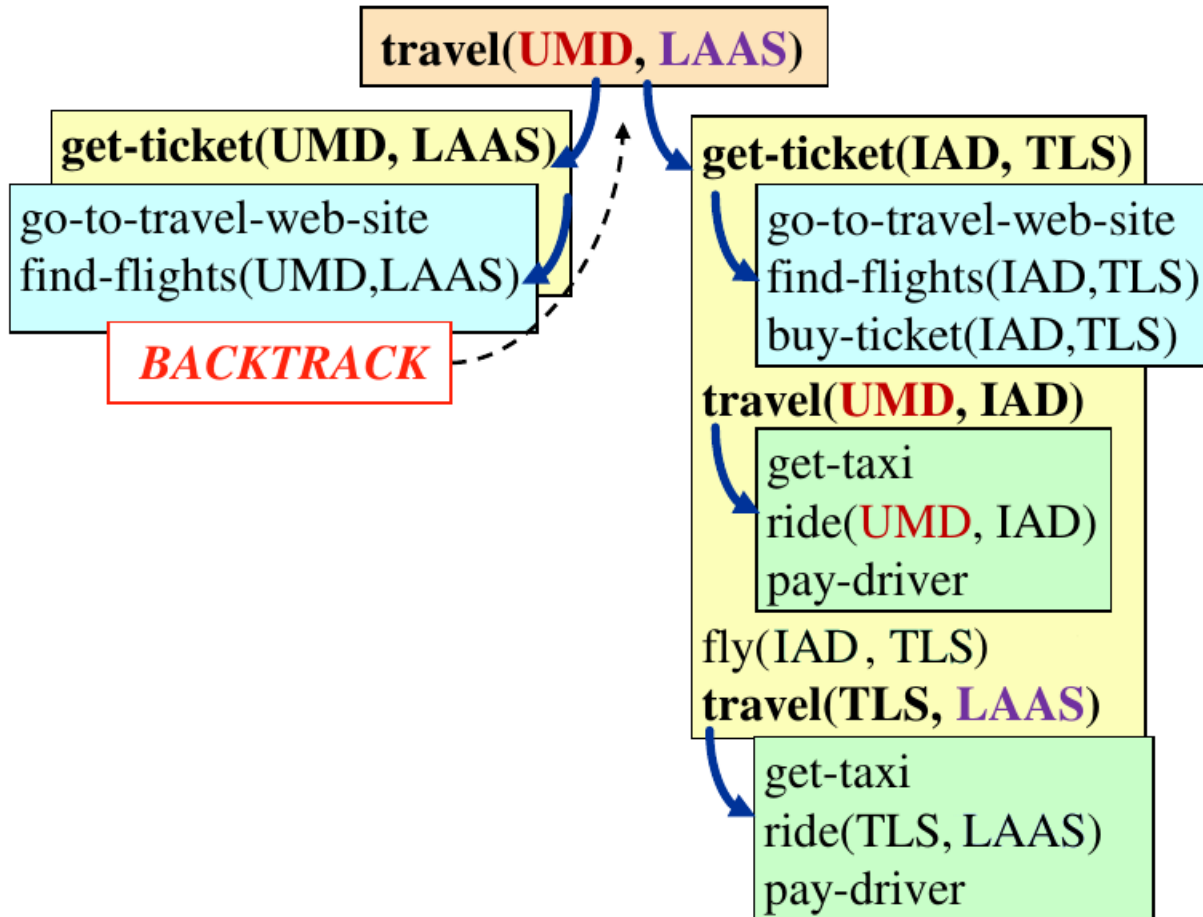 travel(UMD, LAAS)
get-ticket(UMD, LAAS)
go-to-travel-web-site
find-flights(UMD,LAAS)
BACKTRACK
get-ticket(IAD, TLS)
go-to-travel-web-site
find-flights(IAD,TLS)
buy-ticket(IAD,TLS)
travel(UMD, IAD)
get-taxi
ride(UMD, IAD)
pay-driver
fly(IAD, TLS)
travel(TLS, LAAS)
get-taxi
ride(TLS, LAAS)
pay-driver